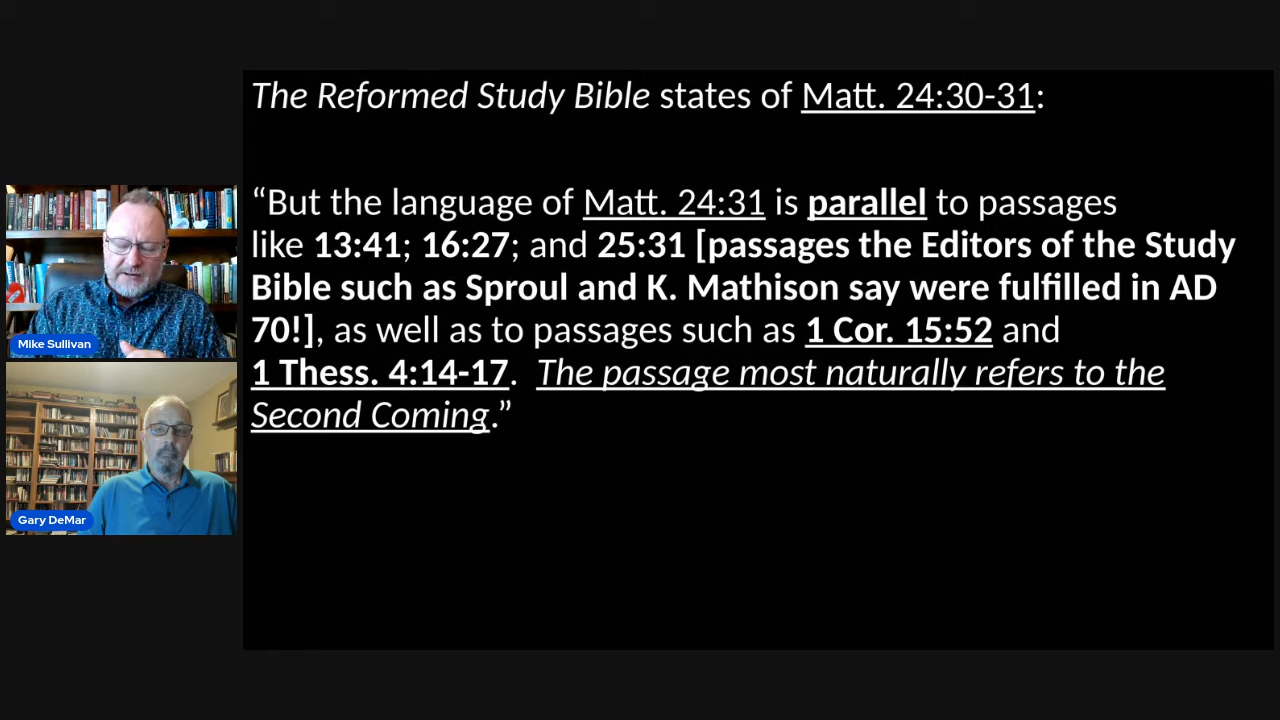 The Reformed Study Bible states of Matt. 24:30-31:
“But the language of Matt. 24:31 is parallel to passages
like 13:41; 16:27; and 25:31 [passages the Editors of the Study
Bible such as Sproul and K. Mathison say were fulfilled in AD
70!], as well as to passages such as 1 Cor. 15:52 and
1 Thess. 4:14-17. The passage most naturally refers to the
Second Coming.”
Mike Sullivan
Gary DeMar